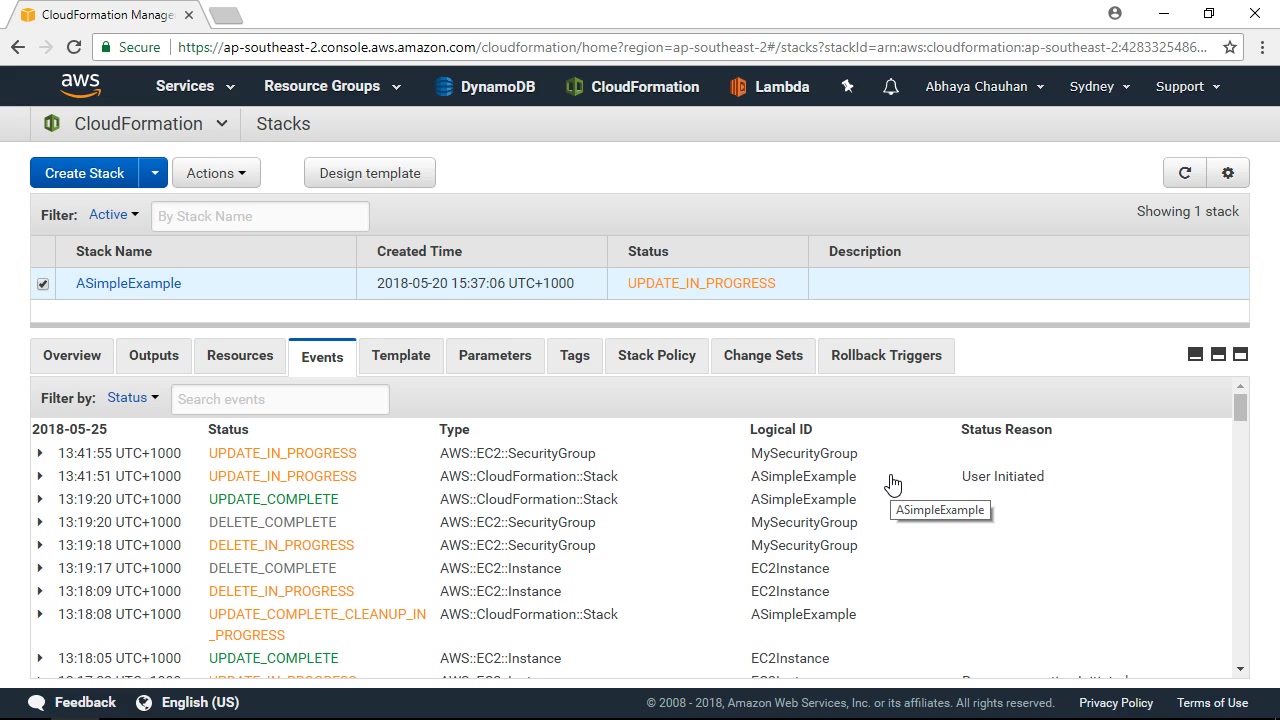 CloudFormation Manage
Secure https://ap-southeast-2.console.aws.amazon.com/cloudformation/home?region=ap-southeast-2#/stacks?stackId=arn:aws:cloudformation:ap-southeast-2:4283325486...
aws Services Resource Groups DynamoDB CloudFormation Lambda Abhaya Chauhan Sydney Support
CloudFormation Stacks
Create Stack Actions Design template
Filter: Active By Stack Name Showing 1 stack
Stack Name Created Time Status Description
ASimpleExample 2018-05-20 15:37:06 UTC+1000 UPDATE_IN_PROGRESS
Overview Outputs Resources Events Template Parameters Tags Stack Policy Change Sets Rollback Triggers
Filter by: Status Search events
2018-05-25 Status Type Logical ID Status Reason
13:41:55 UTC+1000 UPDATE_IN_PROGRESS AWS::EC2::SecurityGroup MySecurityGroup
13:41:51 UTC+1000 UPDATE_IN_PROGRESS AWS::CloudFormation::Stack ASimpleExample User Initiated
13:19:20 UTC+1000 UPDATE_COMPLETE AWS::CloudFormation::Stack ASimpleExample
ASimpleExample
13:19:20 UTC+1000 DELETE_COMPLETE AWS::EC2::SecurityGroup MySecurityGroup
13:19:18 UTC+1000 DELETE_IN_PROGRESS AWS::EC2::SecurityGroup MySecurityGroup
13:19:17 UTC+1000 DELETE_COMPLETE AWS::EC2::Instance EC2Instance
13:18:09 UTC+1000 DELETE_IN_PROGRESS AWS::EC2::Instance EC2Instance
13:18:08 UTC+1000 UPDATE_COMPLETE_CLEANUP_IN AWS::CloudFormation::Stack ASimpleExample
_PROGRESS
13:18:05 UTC+1000 UPDATE_COMPLETE AWS::EC2::Instance EC2Instance
Feedback English (US) © 2008 - 2018, Amazon Web Services, Inc. or its affiliates. All rights reserved. Privacy Policy Terms of Use